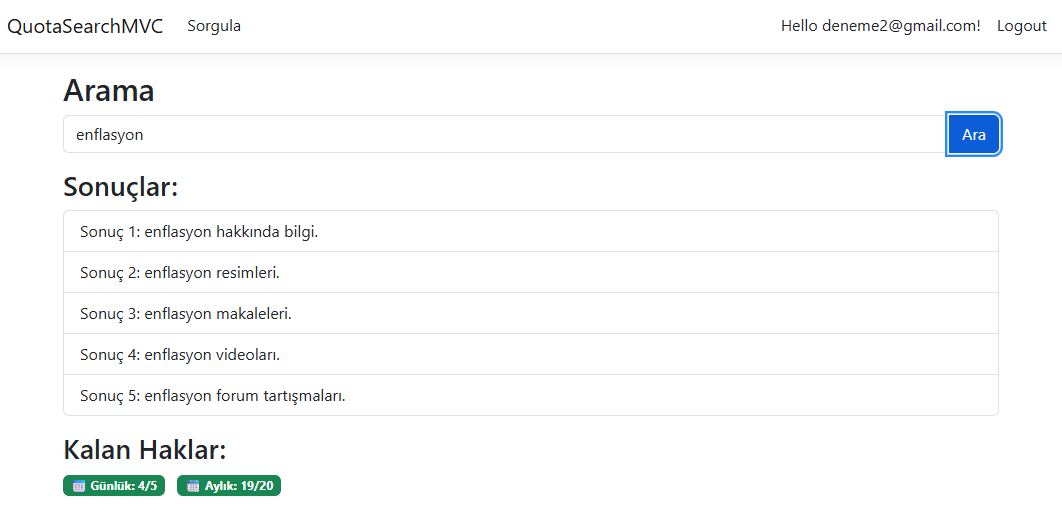 QuotaSearchMVC Sorgula Hello deneme2@gmail.com! Logout
Arama
enflasyon Ara
Sonuçlar:
Sonuç 1: enflasyon hakkında bilgi.
Sonuç 2: enflasyon resimleri.
Sonuç 3: enflasyon makaleleri.
Sonuç 4: enflasyon videoları.
Sonuç 5: enflasyon forum tartışmaları.
Kalan Haklar:
Günlük: 4/5 Aylık: 19/20